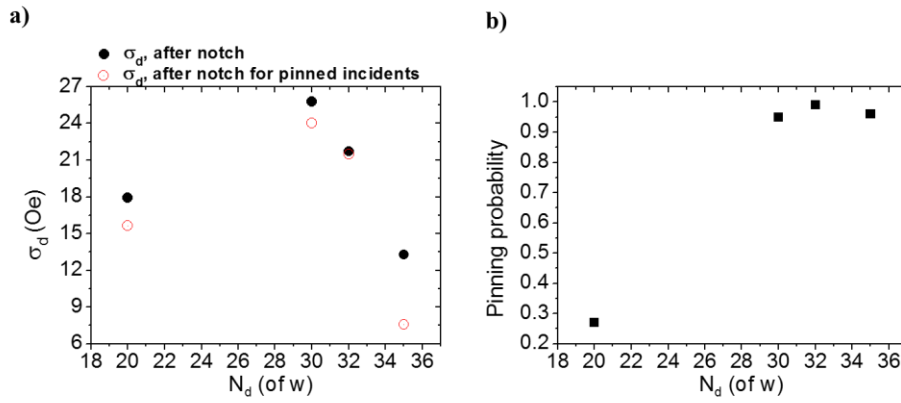 a)
σd, after notch
σd, after notch for pinned incidents
27
24
21
18
15
12
9
6
σd (Oe)
18 20 22 24 26 28 30 32 34 36
Nd (of w)
b)
1.0
0.9
0.8
0.7
0.6
0.5
0.4
0.3
0.2
Pinning probability
18 20 22 24 26 28 30 32 34 36
Nd (of w)